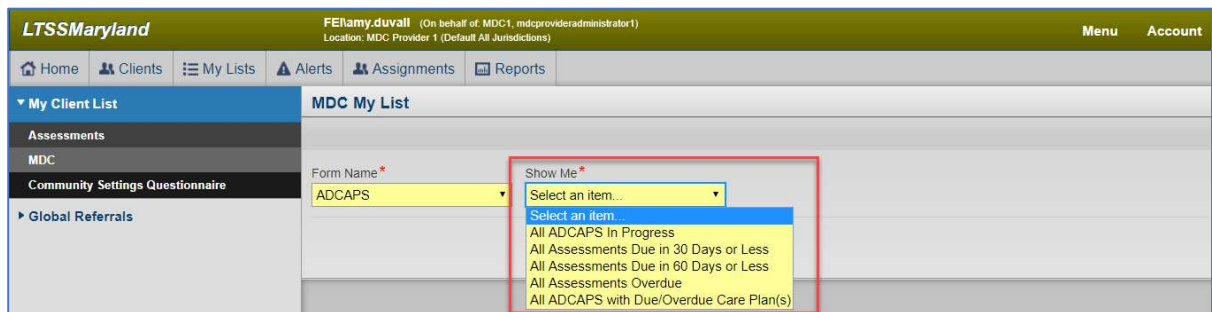 LTSSMaryland
FEI\amy.duvall (On behalf of: MDC1, mdcprovideradministrator1)
Location: MDC Provider 1 (Default All Jurisdictions)
Menu Account
Home Clients My Lists Alerts Assignments Reports
My Client List
MDC My List
Assessments
MDC
Community Settings Questionnaire
Global Referrals
Form Name*
ADCAPS
Show Me*
Select an item...
Select an item...
All ADCAPS In Progress
All Assessments Due in 30 Days or Less
All Assessments Due in 60 Days or Less
All Assessments Overdue
All ADCAPS with Due/Overdue Care Plan(s)